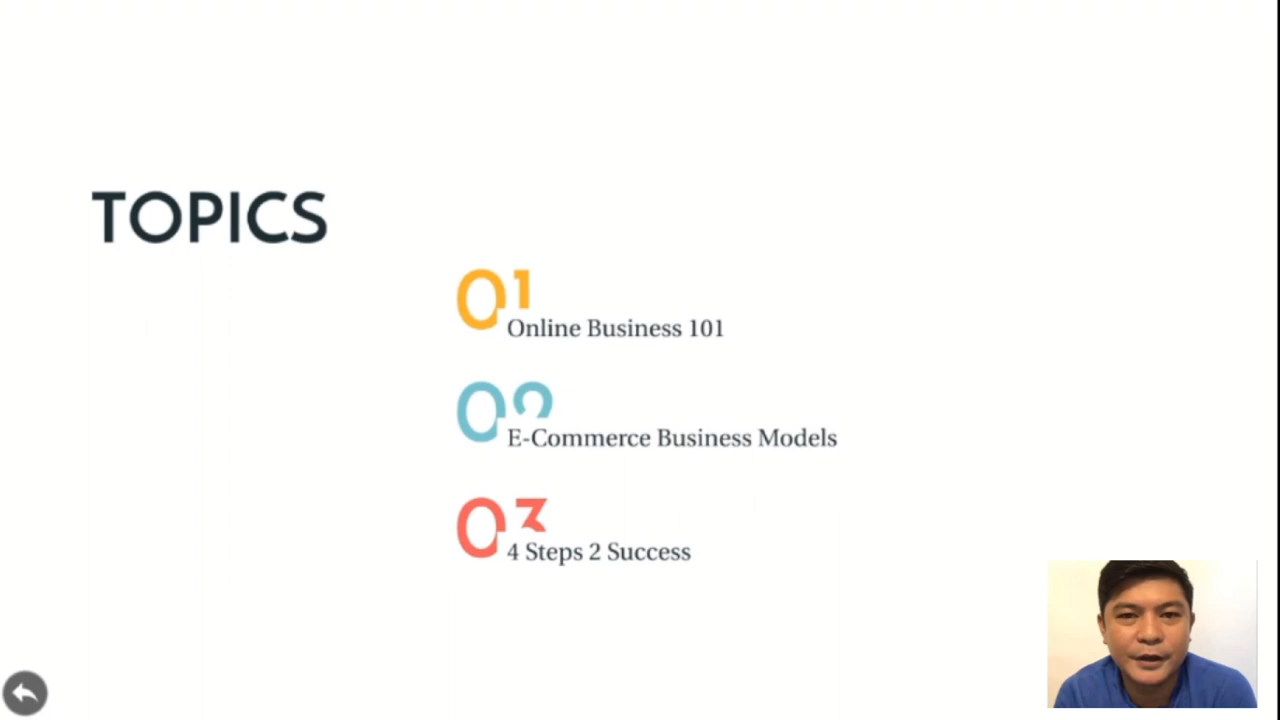 TOPICS
01
Online Business 101
02
E-Commerce Business Models
03
4 Steps 2 Success